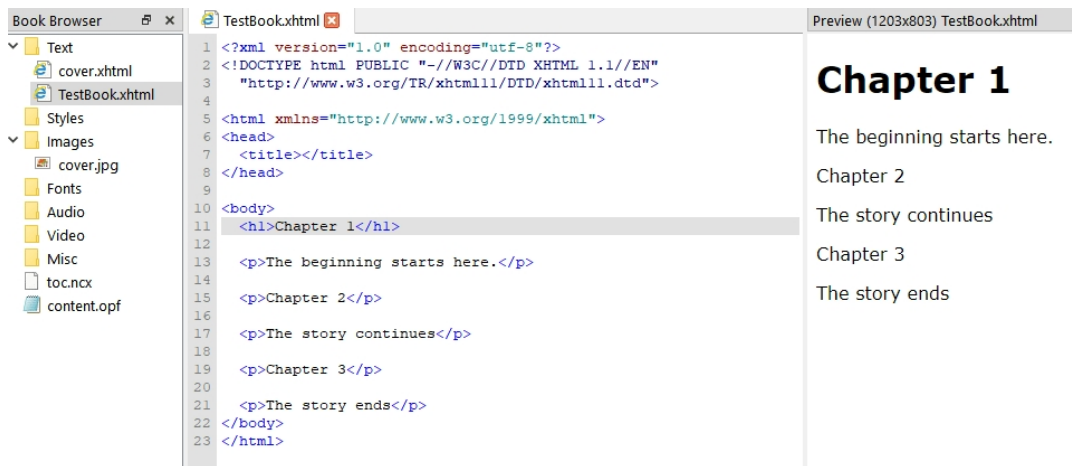 Book Browser
Text
cover.xhtml
TestBook.xhtml
Styles
Images
cover.jpg
Fonts
Audio
Video
Misc
toc.ncx
content.opf
TestBook.xhtml
1 <?xml version="1.0" encoding="utf-8"?>
2 <!DOCTYPE html PUBLIC "-//W3C//DTD XHTML 1.1//EN"
3 "http://www.w3.org/TR/xhtml11/DTD/xhtml11.dtd">
4
5 <html xmlns="http://www.w3.org/1999/xhtml">
6 <head>
7 <title></title>
8 </head>
9
10 <body>
11 <h1>Chapter 1</h1>
12
13 <p>The beginning starts here.</p>
14
15 <p>Chapter 2</p>
16
17 <p>The story continues</p>
18
19 <p>Chapter 3</p>
20
21 <p>The story ends</p>
22 </body>
23 </html>
Preview (1203x803) TestBook.xhtml
Chapter 1
The beginning starts here.
Chapter 2
The story continues
Chapter 3
The story ends